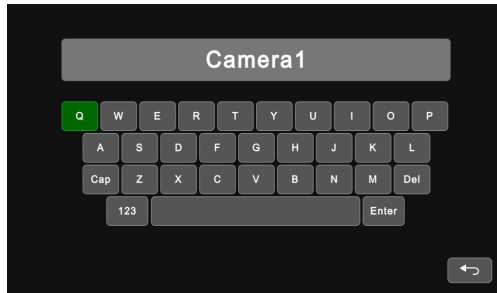 Camera1
Q W E R T Y U I O P
A S D F G H J K L
Cap Z X C V B N M Del
123 Enter